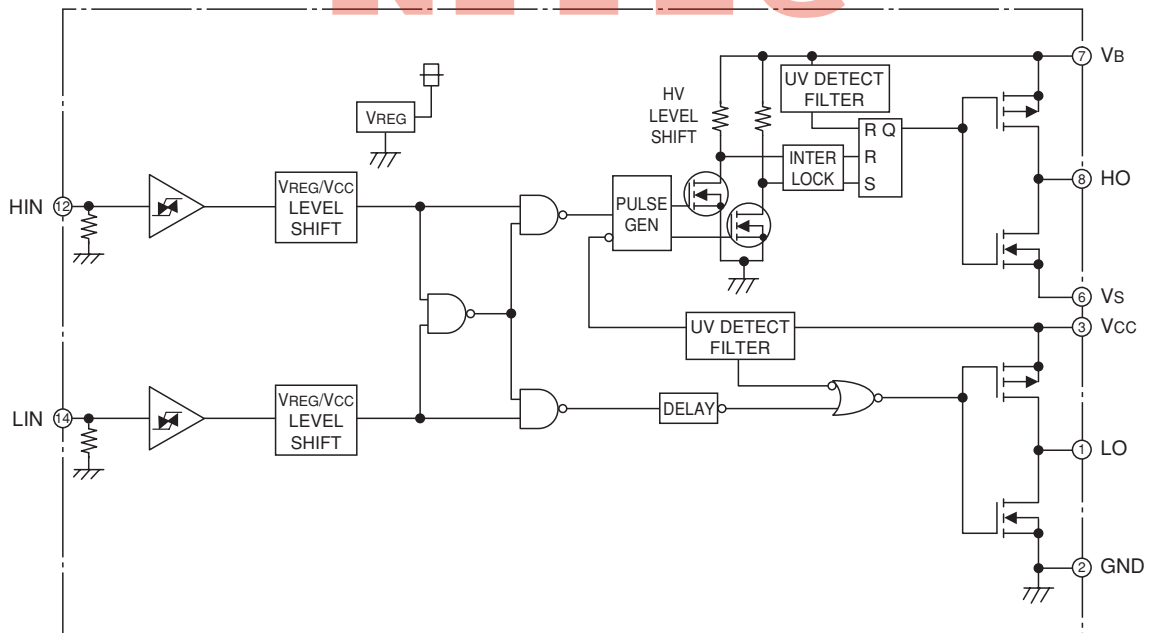 VB
7
UV DETECT
FILTER
HV
LEVEL
SHIFT
VREG
R Q
R
S
INTER
LOCK
HIN
12
VREG/VCC
LEVEL
SHIFT
PULSE
GEN
8
HO
6
VS
3
VCC
UV DETECT
FILTER
LIN
14
VREG/VCC
LEVEL
SHIFT
DELAY
1
LO
2
GND